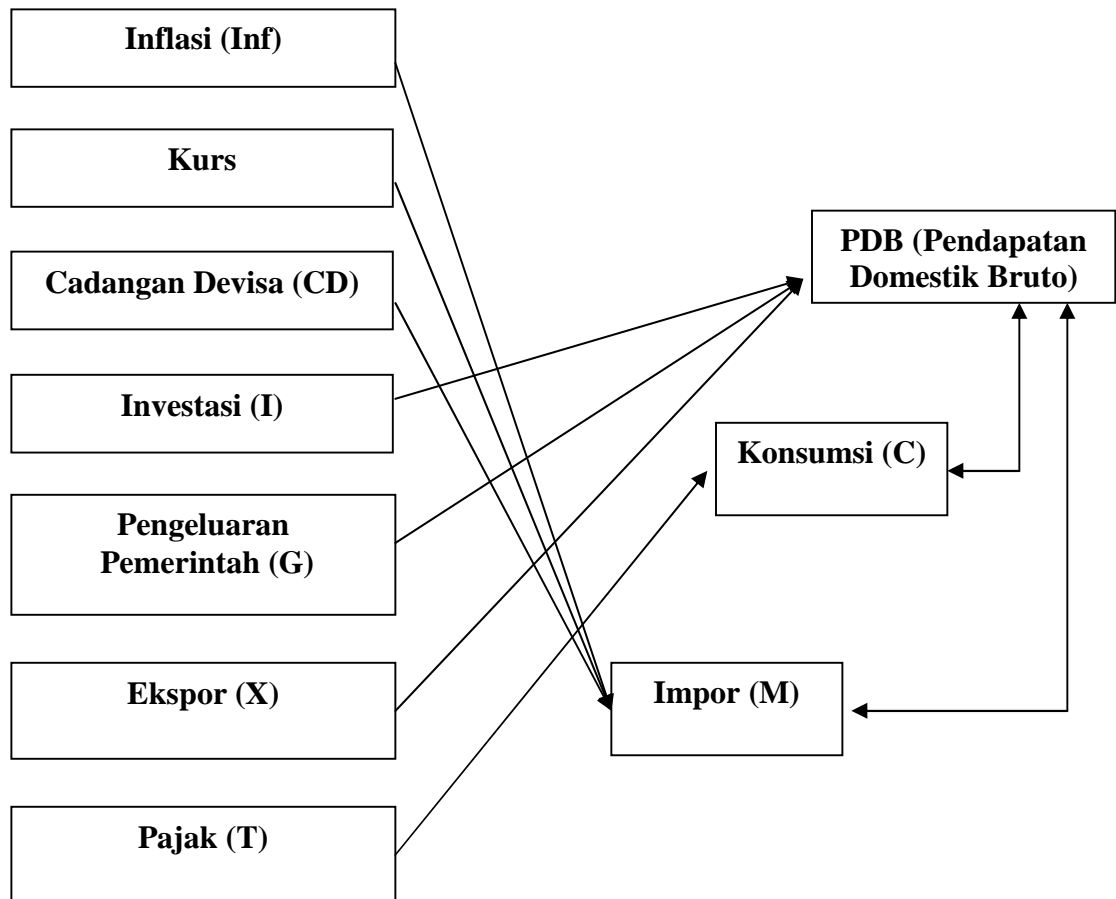 Inflasi (Inf)
Kurs
Cadangan Devisa (CD)
Investasi (I)
Pengeluaran
Pemerintah (G)
Ekspor (X)
Pajak (T)
PDB (Pendapatan
Domestik Bruto)
Konsumsi (C)
Impor (M)